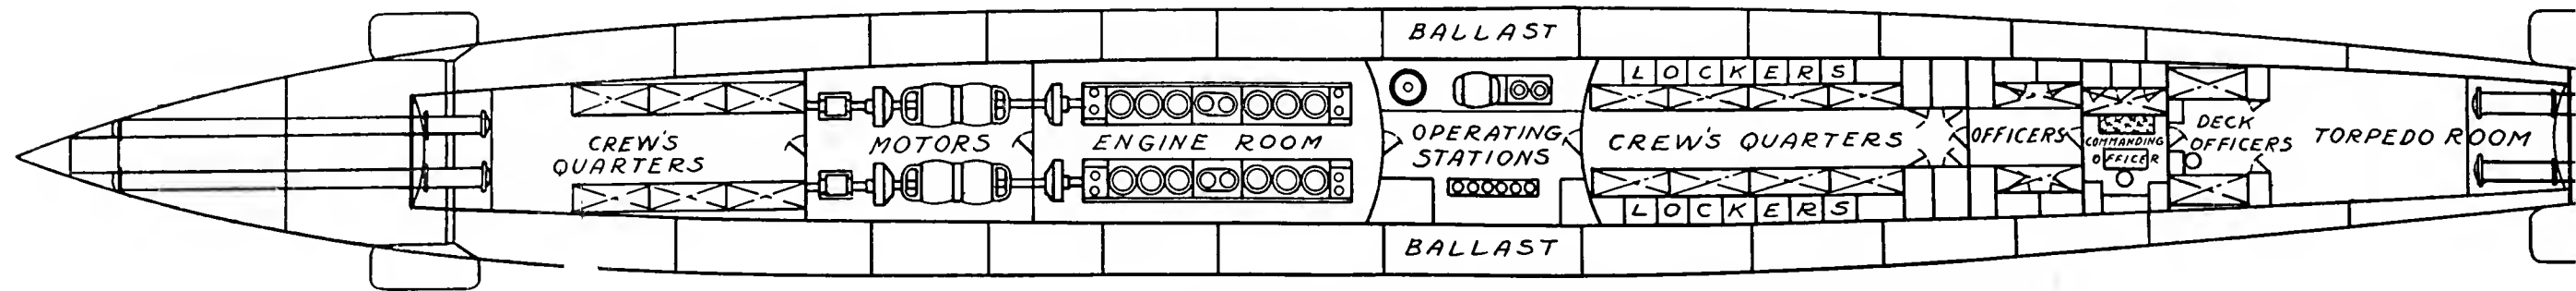 BALLAST
LOCKERS
CREW'S
QUARTERS
MOTORS
ENGINE ROOM
OPERATING
STATIONS
CREW'S QUARTERS
OFFICERS
COMMANDING
OFFICER
DECK
OFFICERS
TORPEDO ROOM
LOCKERS
BALLAST